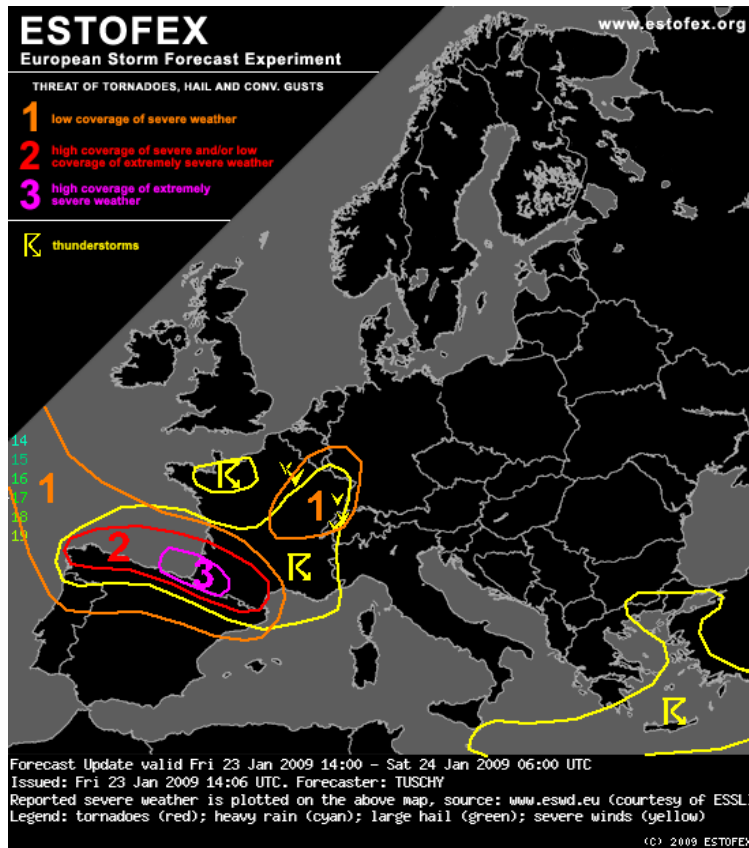 ESTOFEX
www.estofex.org
European Storm Forecast Experiment
THREAT OF TORNADOES, HAIL AND CONV. GUSTS
1 low coverage of severe weather
2 high coverage of severe and/or low
coverage of extremely severe weather
3 high coverage of extremely
severe weather
thunderstorms
14
15
16
17
18
19
1
1
2
3
Forecast Update valid Fri 23 Jan 2009 14:00 – Sat 24 Jan 2009 06:00 UTC
Issued: Fri 23 Jan 2009 14:06 UTC. Forecaster: TUSCHY
Reported severe weather is plotted on the above map, source: www.eswd.eu (courtesy of ESSL
Legend: tornadoes (red); heavy rain (cyan); large hail (green); severe winds (yellow)
(C) 2009 ESTOFEX